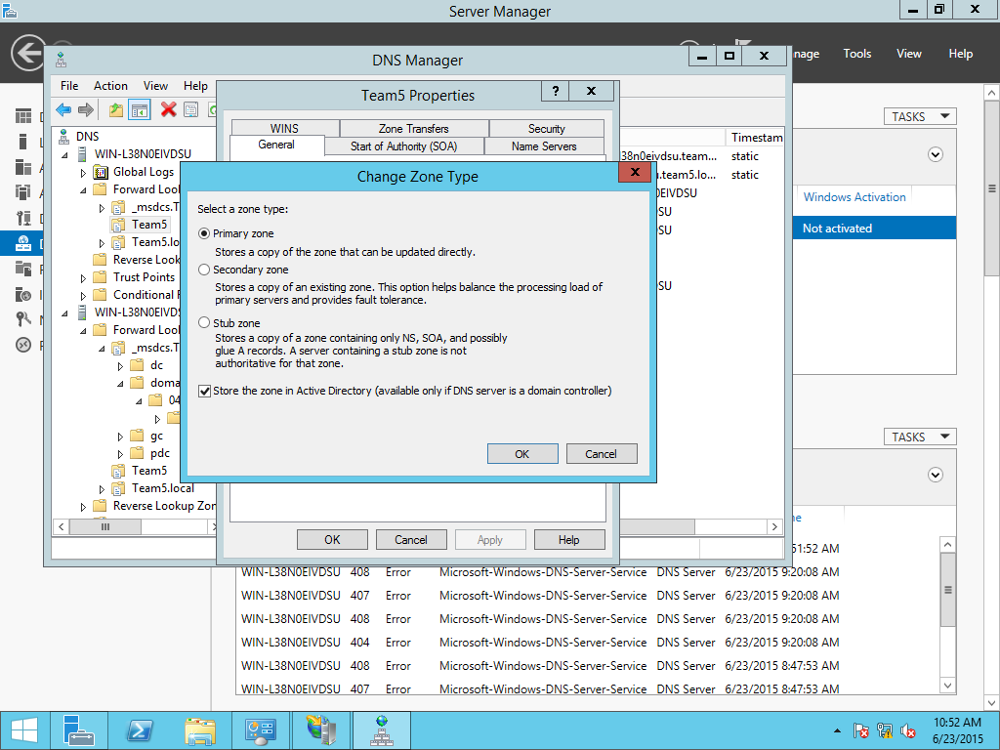 Server Manager
DNS Manager
nage Tools View Help
File Action View Help
Team5 Properties
WINS Zone Transfers Security
General Start of Authority (SOA) Name Servers
TASKS
DNS
WIN-L38N0EIVDSU
Global Logs
Forward Look
_msdcs.T
Team5
Team5.lo
Reverse Look
Trust Points
Conditional F
WIN-L38N0EIVDS
Forward Look
_msdcs.T
dc
doma
04
gc
pdc
Team5
Team5.local
Reverse Lookup Zon
Timestam
38n0eivdsu.team... static
a.team5.lo... static
EIVDSU
SU
SU
SU
Windows Activation
Not activated
Change Zone Type
Select a zone type:
Primary zone
Stores a copy of the zone that can be updated directly.
Secondary zone
Stores a copy of an existing zone. This option helps balance the processing load of
primary servers and provides fault tolerance.
Stub zone
Stores a copy of a zone containing only NS, SOA, and possibly
glue A records. A server containing a stub zone is not
authoritative for that zone.
Store the zone in Active Directory (available only if DNS server is a domain controller)
OK Cancel
TASKS
OK Cancel Apply Help
ne
51:52 AM
WIN-L38N0EIVDSU 408 Error Microsoft-Windows-DNS-Server-Service DNS Server 6/23/2015 9:20:08 AM
WIN-L38N0EIVDSU 407 Error Microsoft-Windows-DNS-Server-Service DNS Server 6/23/2015 9:20:08 AM
WIN-L38N0EIVDSU 408 Error Microsoft-Windows-DNS-Server-Service DNS Server 6/23/2015 9:20:08 AM
WIN-L38N0EIVDSU 404 Error Microsoft-Windows-DNS-Server-Service DNS Server 6/23/2015 9:20:08 AM
WIN-L38N0EIVDSU 408 Error Microsoft-Windows-DNS-Server-Service DNS Server 6/23/2015 8:47:53 AM
WIN-L38N0EIVDSU 407 Error Microsoft-Windows-DNS-Server-Service DNS Server 6/23/2015 8:47:53 AM
10:52 AM
6/23/2015